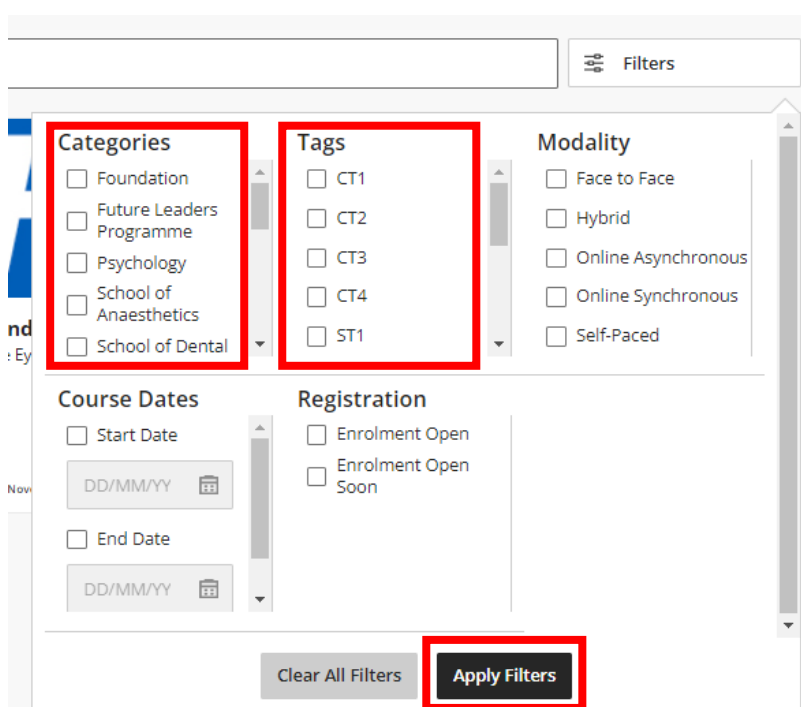 Filters
Categories
Foundation
Future Leaders
Programme
Psychology
School of
Anaesthetics
School of Dental
Tags
CT1
CT2
CT3
CT4
ST1
Modality
Face to Face
Hybrid
Online Asynchronous
Online Synchronous
Self-Paced
nd
e Ey
Nov
Course Dates
Start Date
DD/MM/YY
End Date
DD/MM/YY
Registration
Enrolment Open
Enrolment Open
Soon
Clear All Filters
Apply Filters